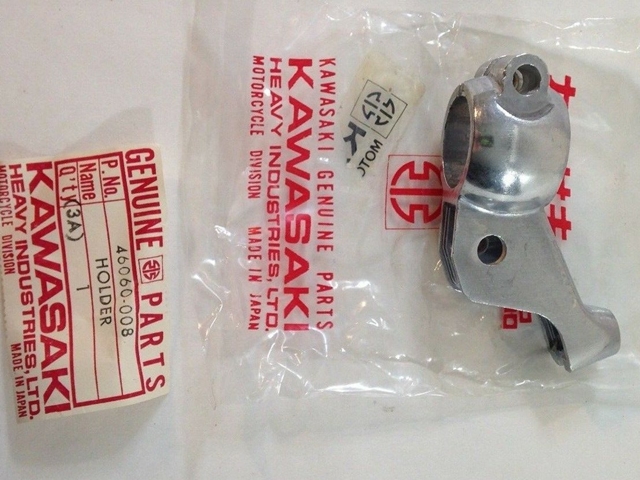 GENUINE PARTS
P.No. 46060-008
Name HOLDER
Q'ty (3A) 1
KAWASAKI
HEAVY INDUSTRIES, LTD.
MOTORCYCLE DIVISION MADE IN JAPAN
KAWASAKI GENUINE PARTS
KAWASAKI
HEAVY INDUSTRIES, LTD.
MOTORCYCLE DIVISION MADE IN JAPAN